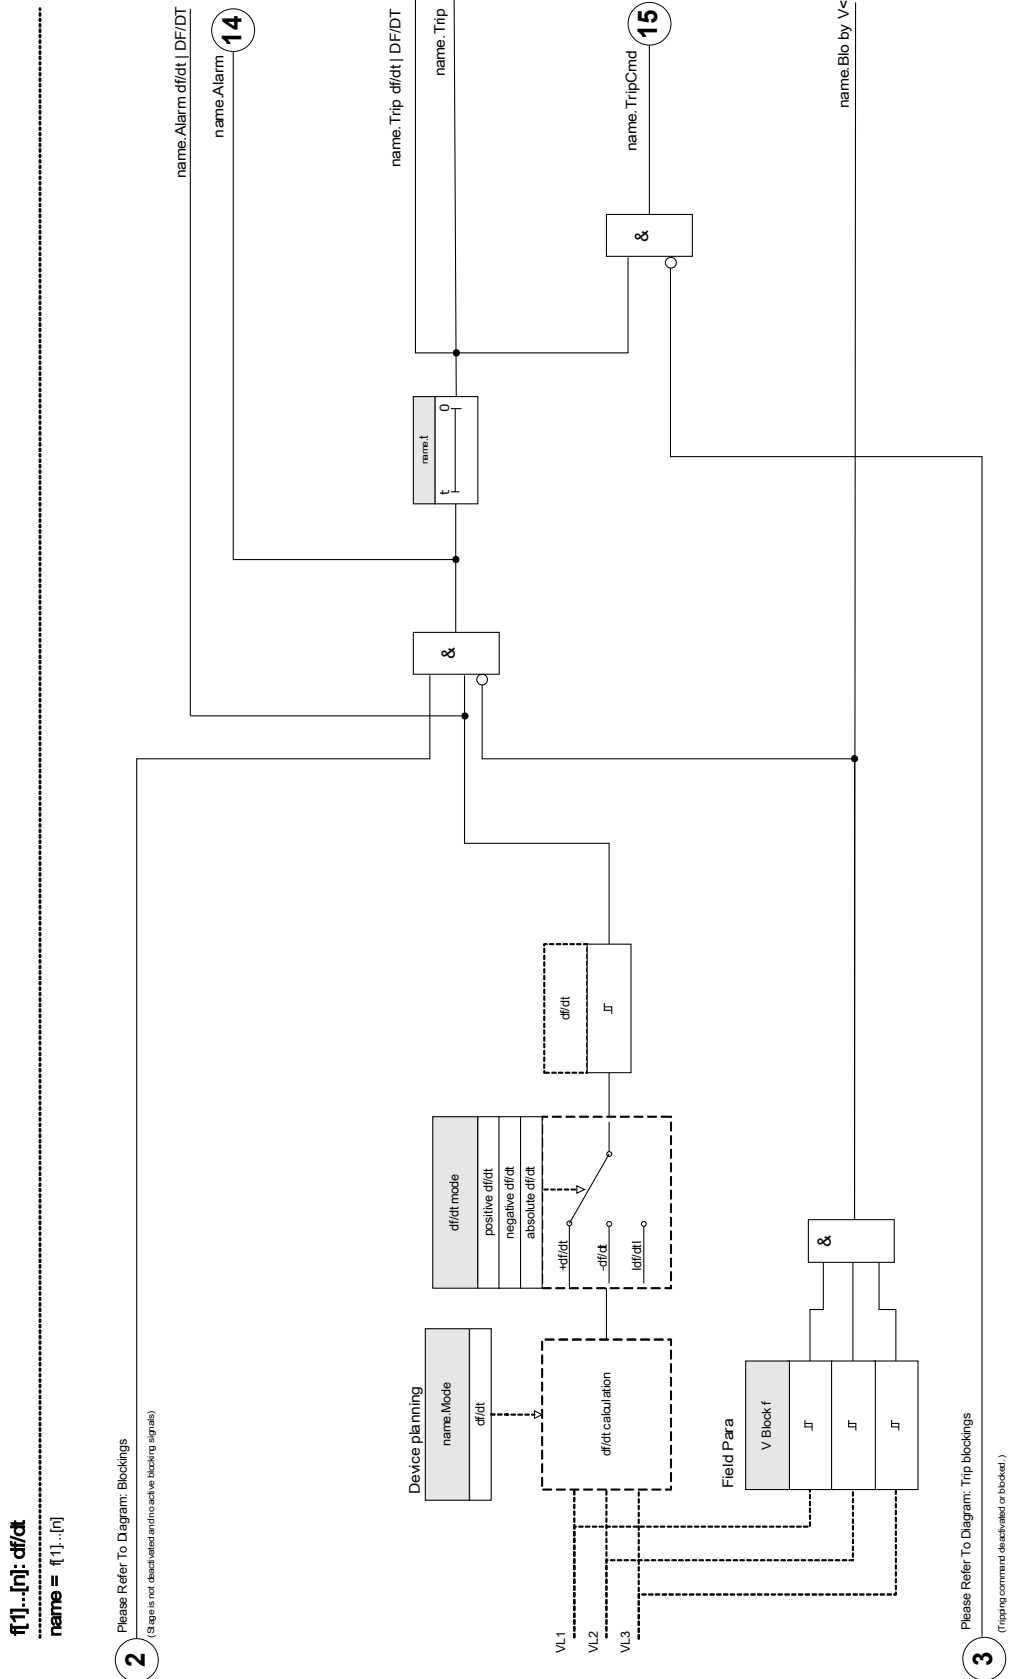 f[1]...[n]: df/dt
name = f[1]...[n]
2
Please Refer To Diagram: Blockings
(Stage is not deactivated and no active blocking signals)
name.Alarm df/dt | DF/DT
name.Alarm
14
Device planning
name.Mode
df/dt
df/dt mode
positive df/dt
negative df/dt
absolute df/dt
VL1
VL2
VL3
df/dt calculation
+df/dt
-df/dt
|df/dt|
df/dt
&
name.t
t
0
name.Trip df/dt | DF/DT
name.Trip
&
name.TripCmd
15
Field Para
V Block f
&
name.Blo by V<
3
Please Refer To Diagram: Trip blockings
(Tripping command deactivated or blocked.)